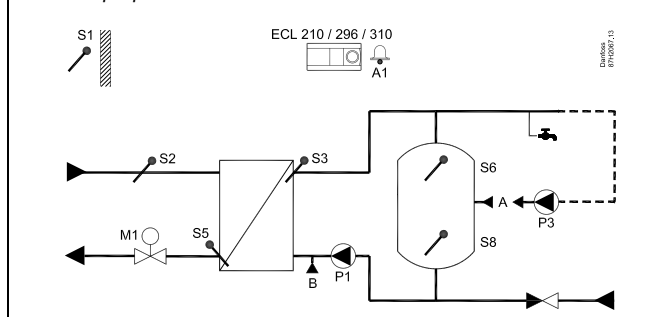 S1
ECL 210 / 296 / 310
A1
Danfoss
87H2067.13
S2
S3
S6
A
P3
M1
S5
S8
B
P1